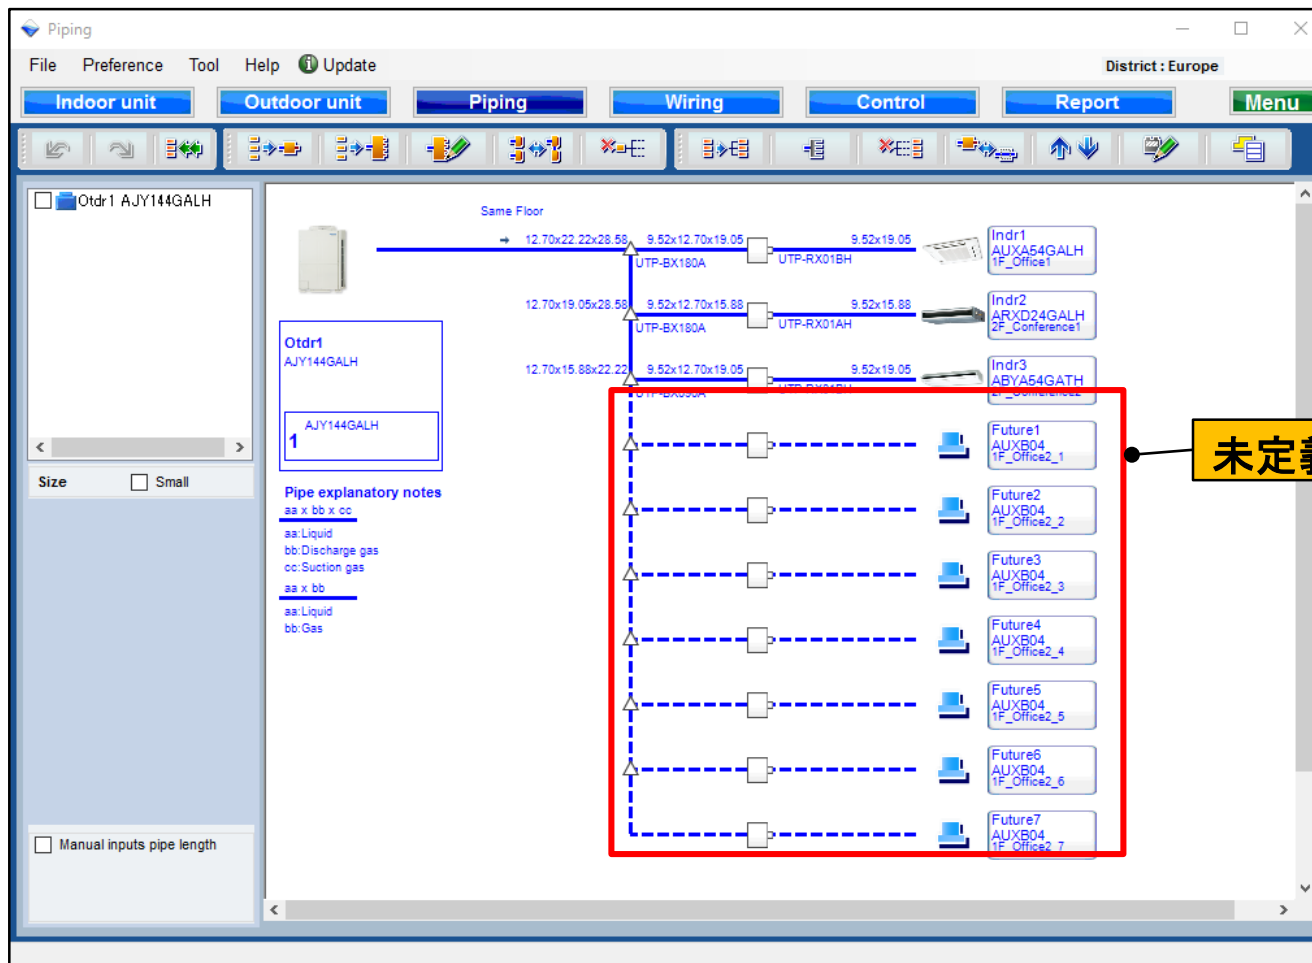 Piping
File Preference Tool Help Update
District : Europe
Indoor unit Outdoor unit Piping Wiring Control Report Menu
Otdr1 AJY144GALH
Size Small
Manual inputs pipe length
Same Floor
12.70x22.22x28.58 9.52x12.70x19.05 9.52x19.05
UTP-BX180A UTP-RX01BH
Indr1
AUXA54GALH
1F_Office1
12.70x19.05x28.58 9.52x12.70x15.88 9.52x15.88
UTP-BX180A UTP-RX01AH
Indr2
ARXD24GALH
2F_Conference1
12.70x15.88x22.22 9.52x12.70x19.05 9.52x19.05
UTP-RX01BH
Indr3
ABYA54GATH
2F_Conference2
Otdr1
AJY144GALH
AJY144GALH
1
Pipe explanatory notes
aa x bb x cc
aa:Liquid
bb:Discharge gas
cc:Suction gas
aa x bb
aa:Liquid
bb:Gas
Future1
AUXB04
1F_Office2_1
Future2
AUXB04
1F_Office2_2
Future3
AUXB04
1F_Office2_3
Future4
AUXB04
1F_Office2_4
Future5
AUXB04
1F_Office2_5
Future6
AUXB04
1F_Office2_6
Future7
AUXB04
1F_Office2_7
未定義